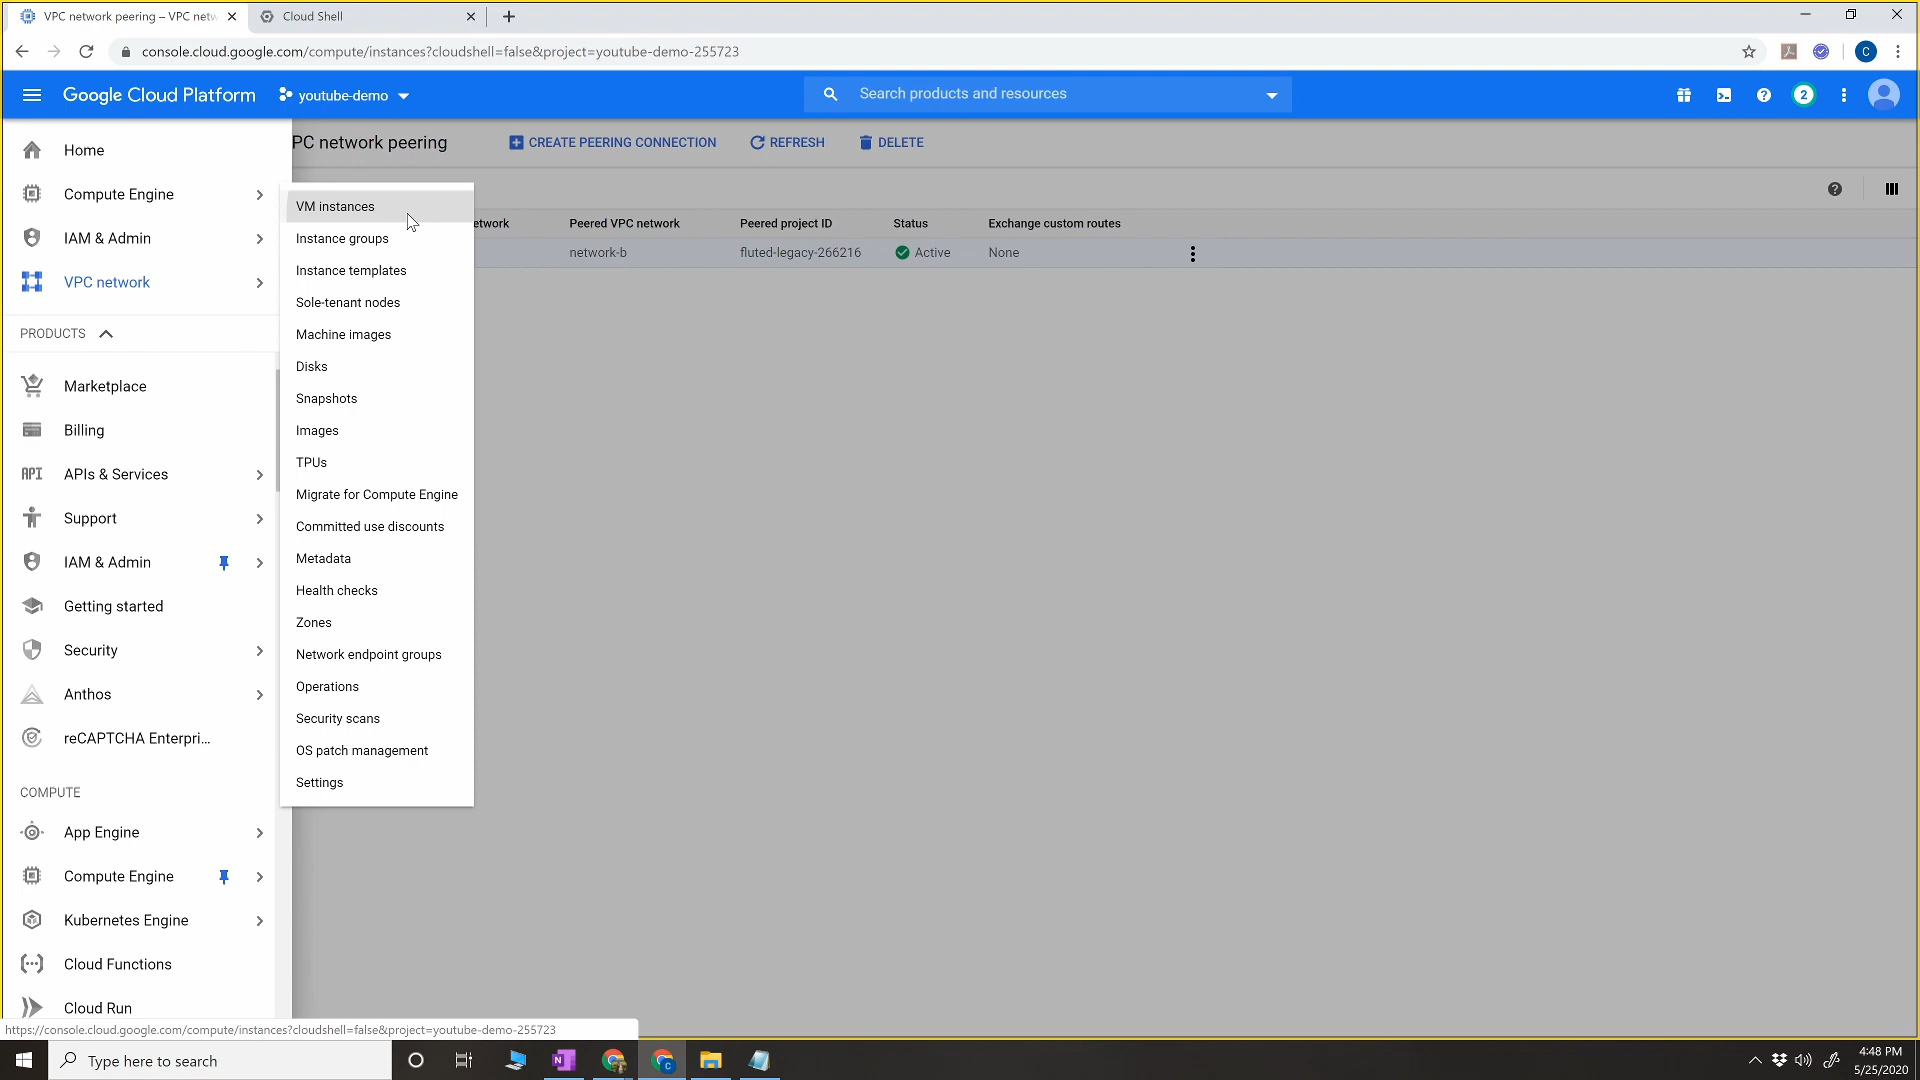 VPC network peering – VPC netw
Cloud Shell
console.cloud.google.com/compute/instances?cloudshell=false&project=youtube-demo-255723
C
Google Cloud Platform
youtube-demo
Search products and resources
2
Home
Compute Engine
IAM & Admin
VPC network
PRODUCTS
Marketplace
Billing
API APIs & Services
Support
IAM & Admin
Getting started
Security
Anthos
reCAPTCHA Enterpri...
COMPUTE
App Engine
Compute Engine
Kubernetes Engine
Cloud Functions
Cloud Run
VM instances
Instance groups
Instance templates
Sole-tenant nodes
Machine images
Disks
Snapshots
Images
TPUs
Migrate for Compute Engine
Committed use discounts
Metadata
Health checks
Zones
Network endpoint groups
Operations
Security scans
OS patch management
Settings
PC network peering
CREATE PEERING CONNECTION
REFRESH
DELETE
etwork Peered VPC network Peered project ID Status Exchange custom routes
network-b fluted-legacy-266216 Active None
https://console.cloud.google.com/compute/instances?cloudshell=false&project=youtube-demo-255723
Type here to search
N
C
4:48 PM
5/25/2020